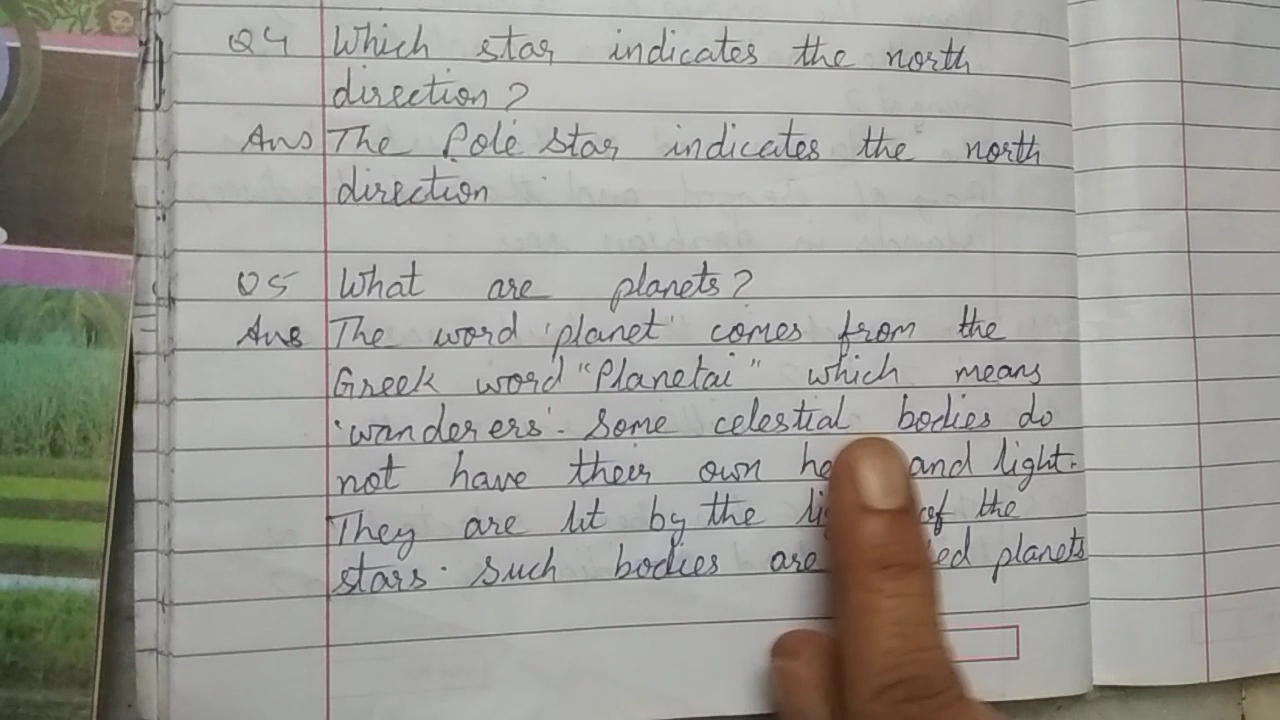 Q4 Which star indicates the north
direction?
Ans The Pole star indicates the north
direction
Q5 What are planets?
Ans The word 'planet' comes from the
Greek word "Planetai" which means
'wanderers'. Some celestial bodies do
not have their own and light.
They are lit by the of the
stars. Such bodies are planets